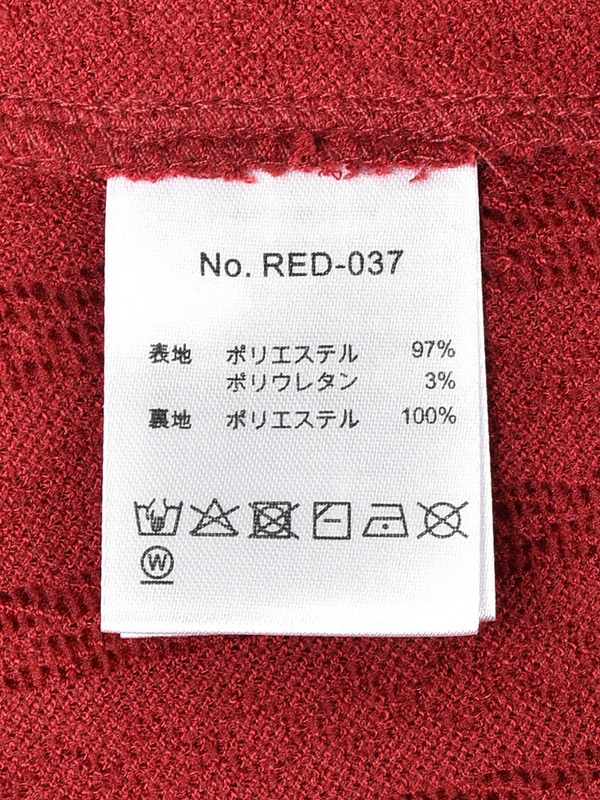 No. RED-037
表地 ポリエステル 97%
ポリウレタン 3%
裏地 ポリエステル 100%
W